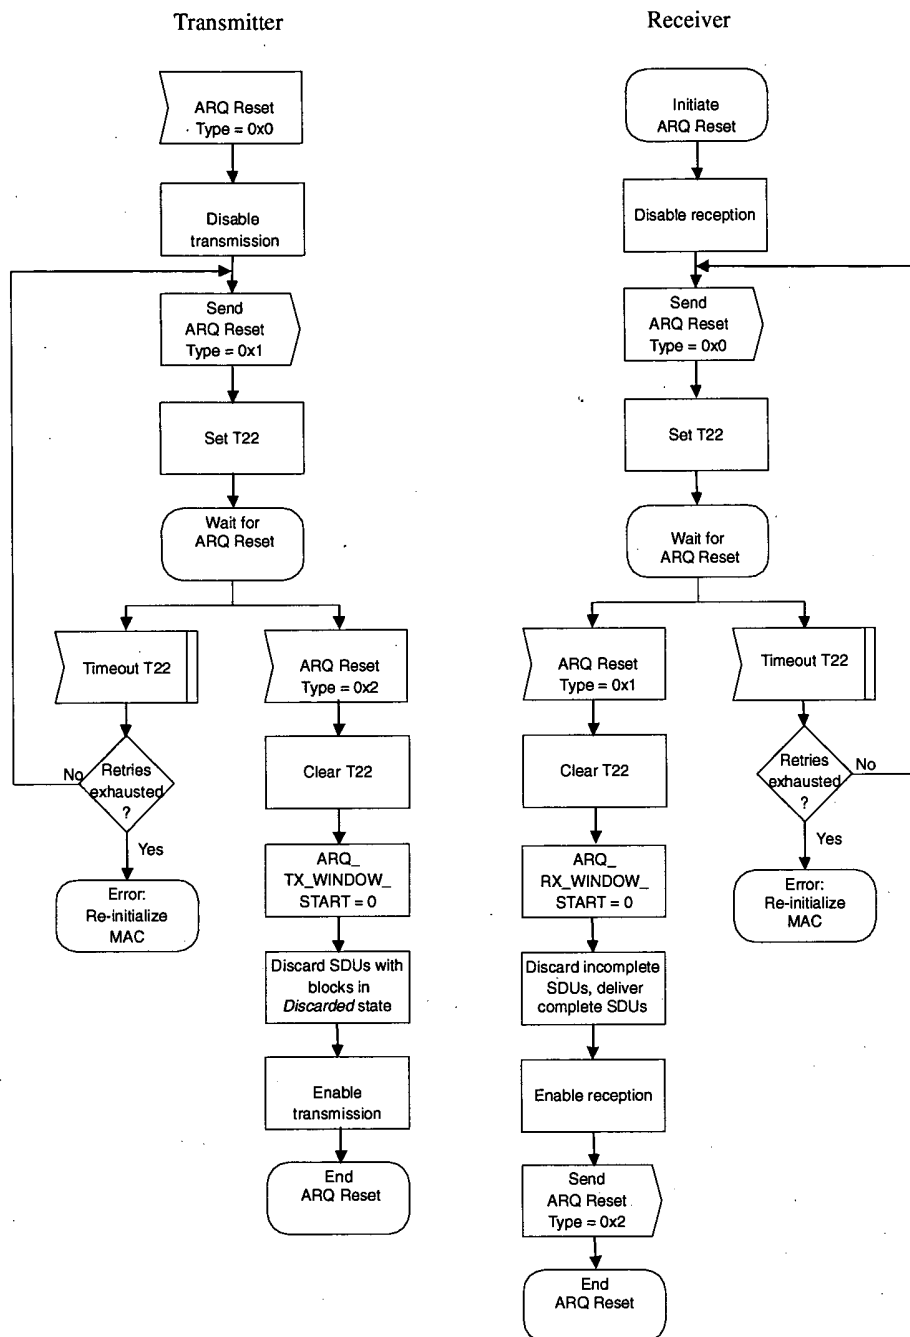 Transmitter
ARQ Reset
Type = 0x0
Disable
transmission
Send
ARQ Reset
Type = 0x1
Set T22
Wait for
ARQ Reset
Timeout T22
ARQ Reset
Type = 0x2
Retries
exhausted
?
No
Yes
Error:
Re-initialize
MAC
Clear T22
ARQ_
TX_WINDOW_
START = 0
Discard SDUs with
blocks in
Discarded state
Enable
transmission
End
ARQ Reset
Receiver
Initiate
ARQ Reset
Disable reception
Send
ARQ Reset
Type = 0x0
Set T22
Wait for
ARQ Reset
ARQ Reset
Type = 0x1
Timeout T22
Clear T22
ARQ_
RX_WINDOW_
START = 0
Discard incomplete
SDUs, deliver
complete SDUs
Enable reception
Send
ARQ Reset
Type = 0x2
End
ARQ Reset
Retries
exhausted
?
No
Yes
Error:
Re-initialize
MAC